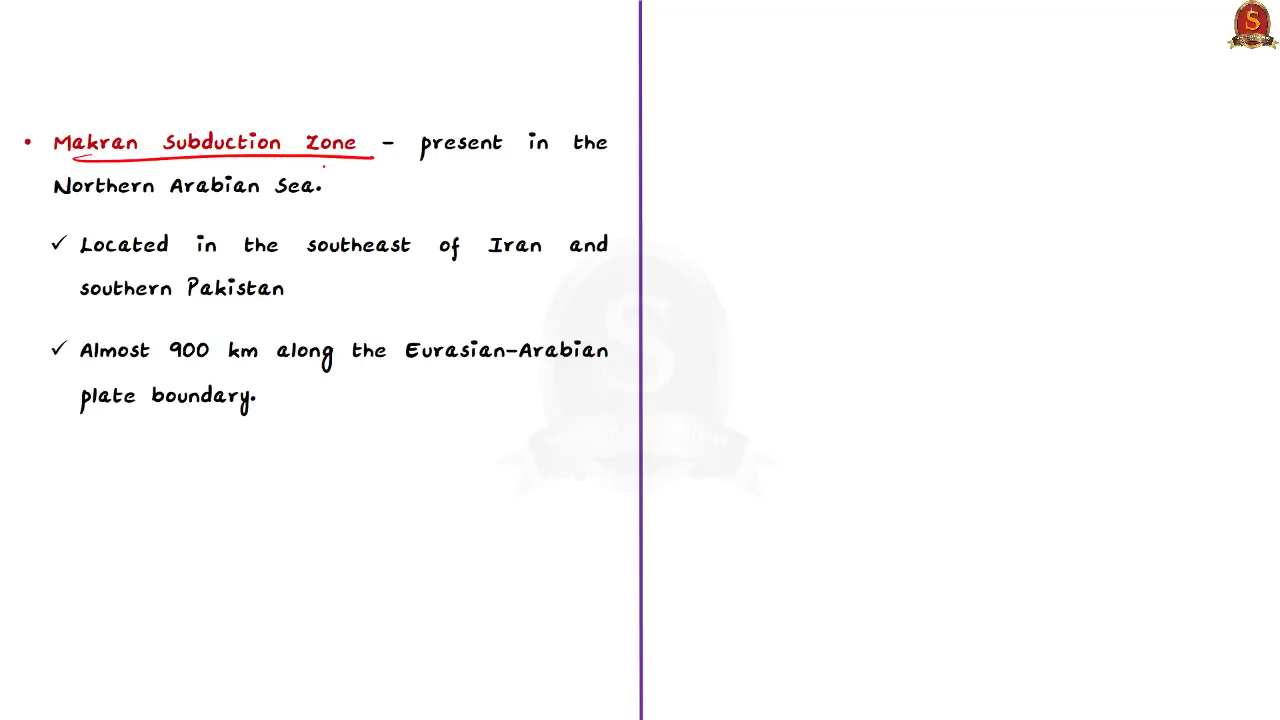 • Makran Subduction Zone - present in the
Northern Arabian Sea.
✓ Located in the southeast of Iran and
southern Pakistan
✓ Almost 900 km along the Eurasian-Arabian
plate boundary.
S